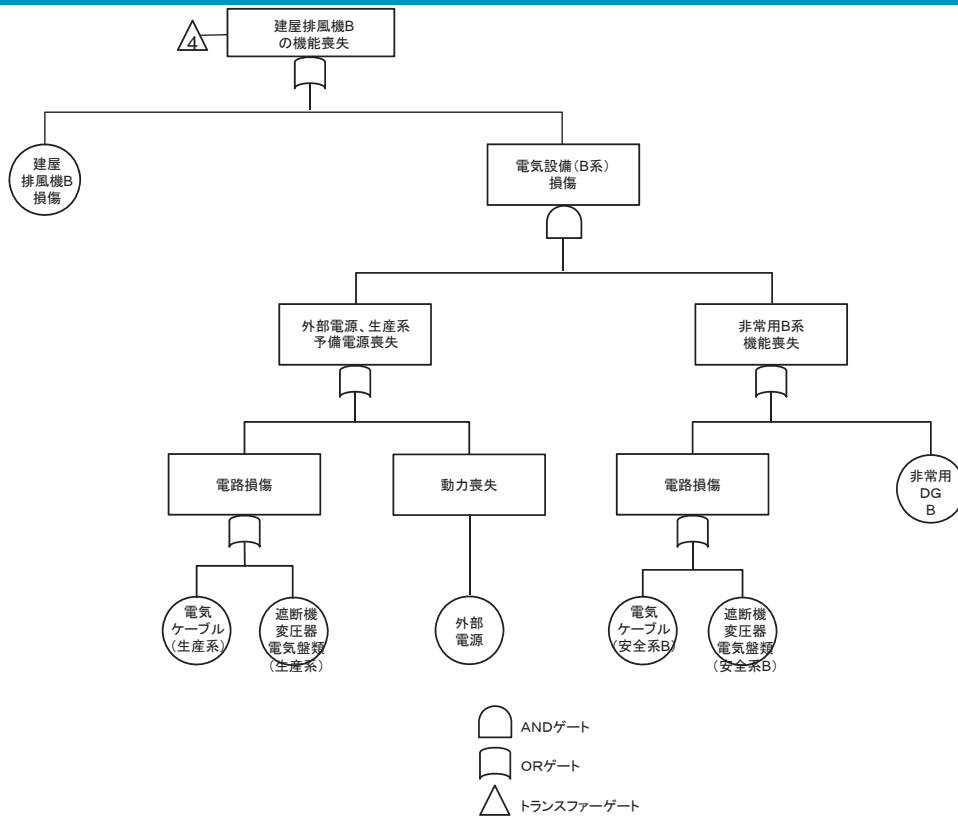 建屋排風機B
の機能喪失
4
建屋
排風機B
損傷
電気設備(B系)
損傷
外部電源、生産系
予備電源喪失
非常用B系
機能喪失
電路損傷
動力喪失
電路損傷
非常用
DG
B
電気
ケーブル
(生産系)
遮断機
変圧器
電気盤類
(生産系)
外部
電源
電気
ケーブル
(安全系B)
遮断機
変圧器
電気盤類
(安全系B)
ANDゲート
ORゲート
トランスファーゲート